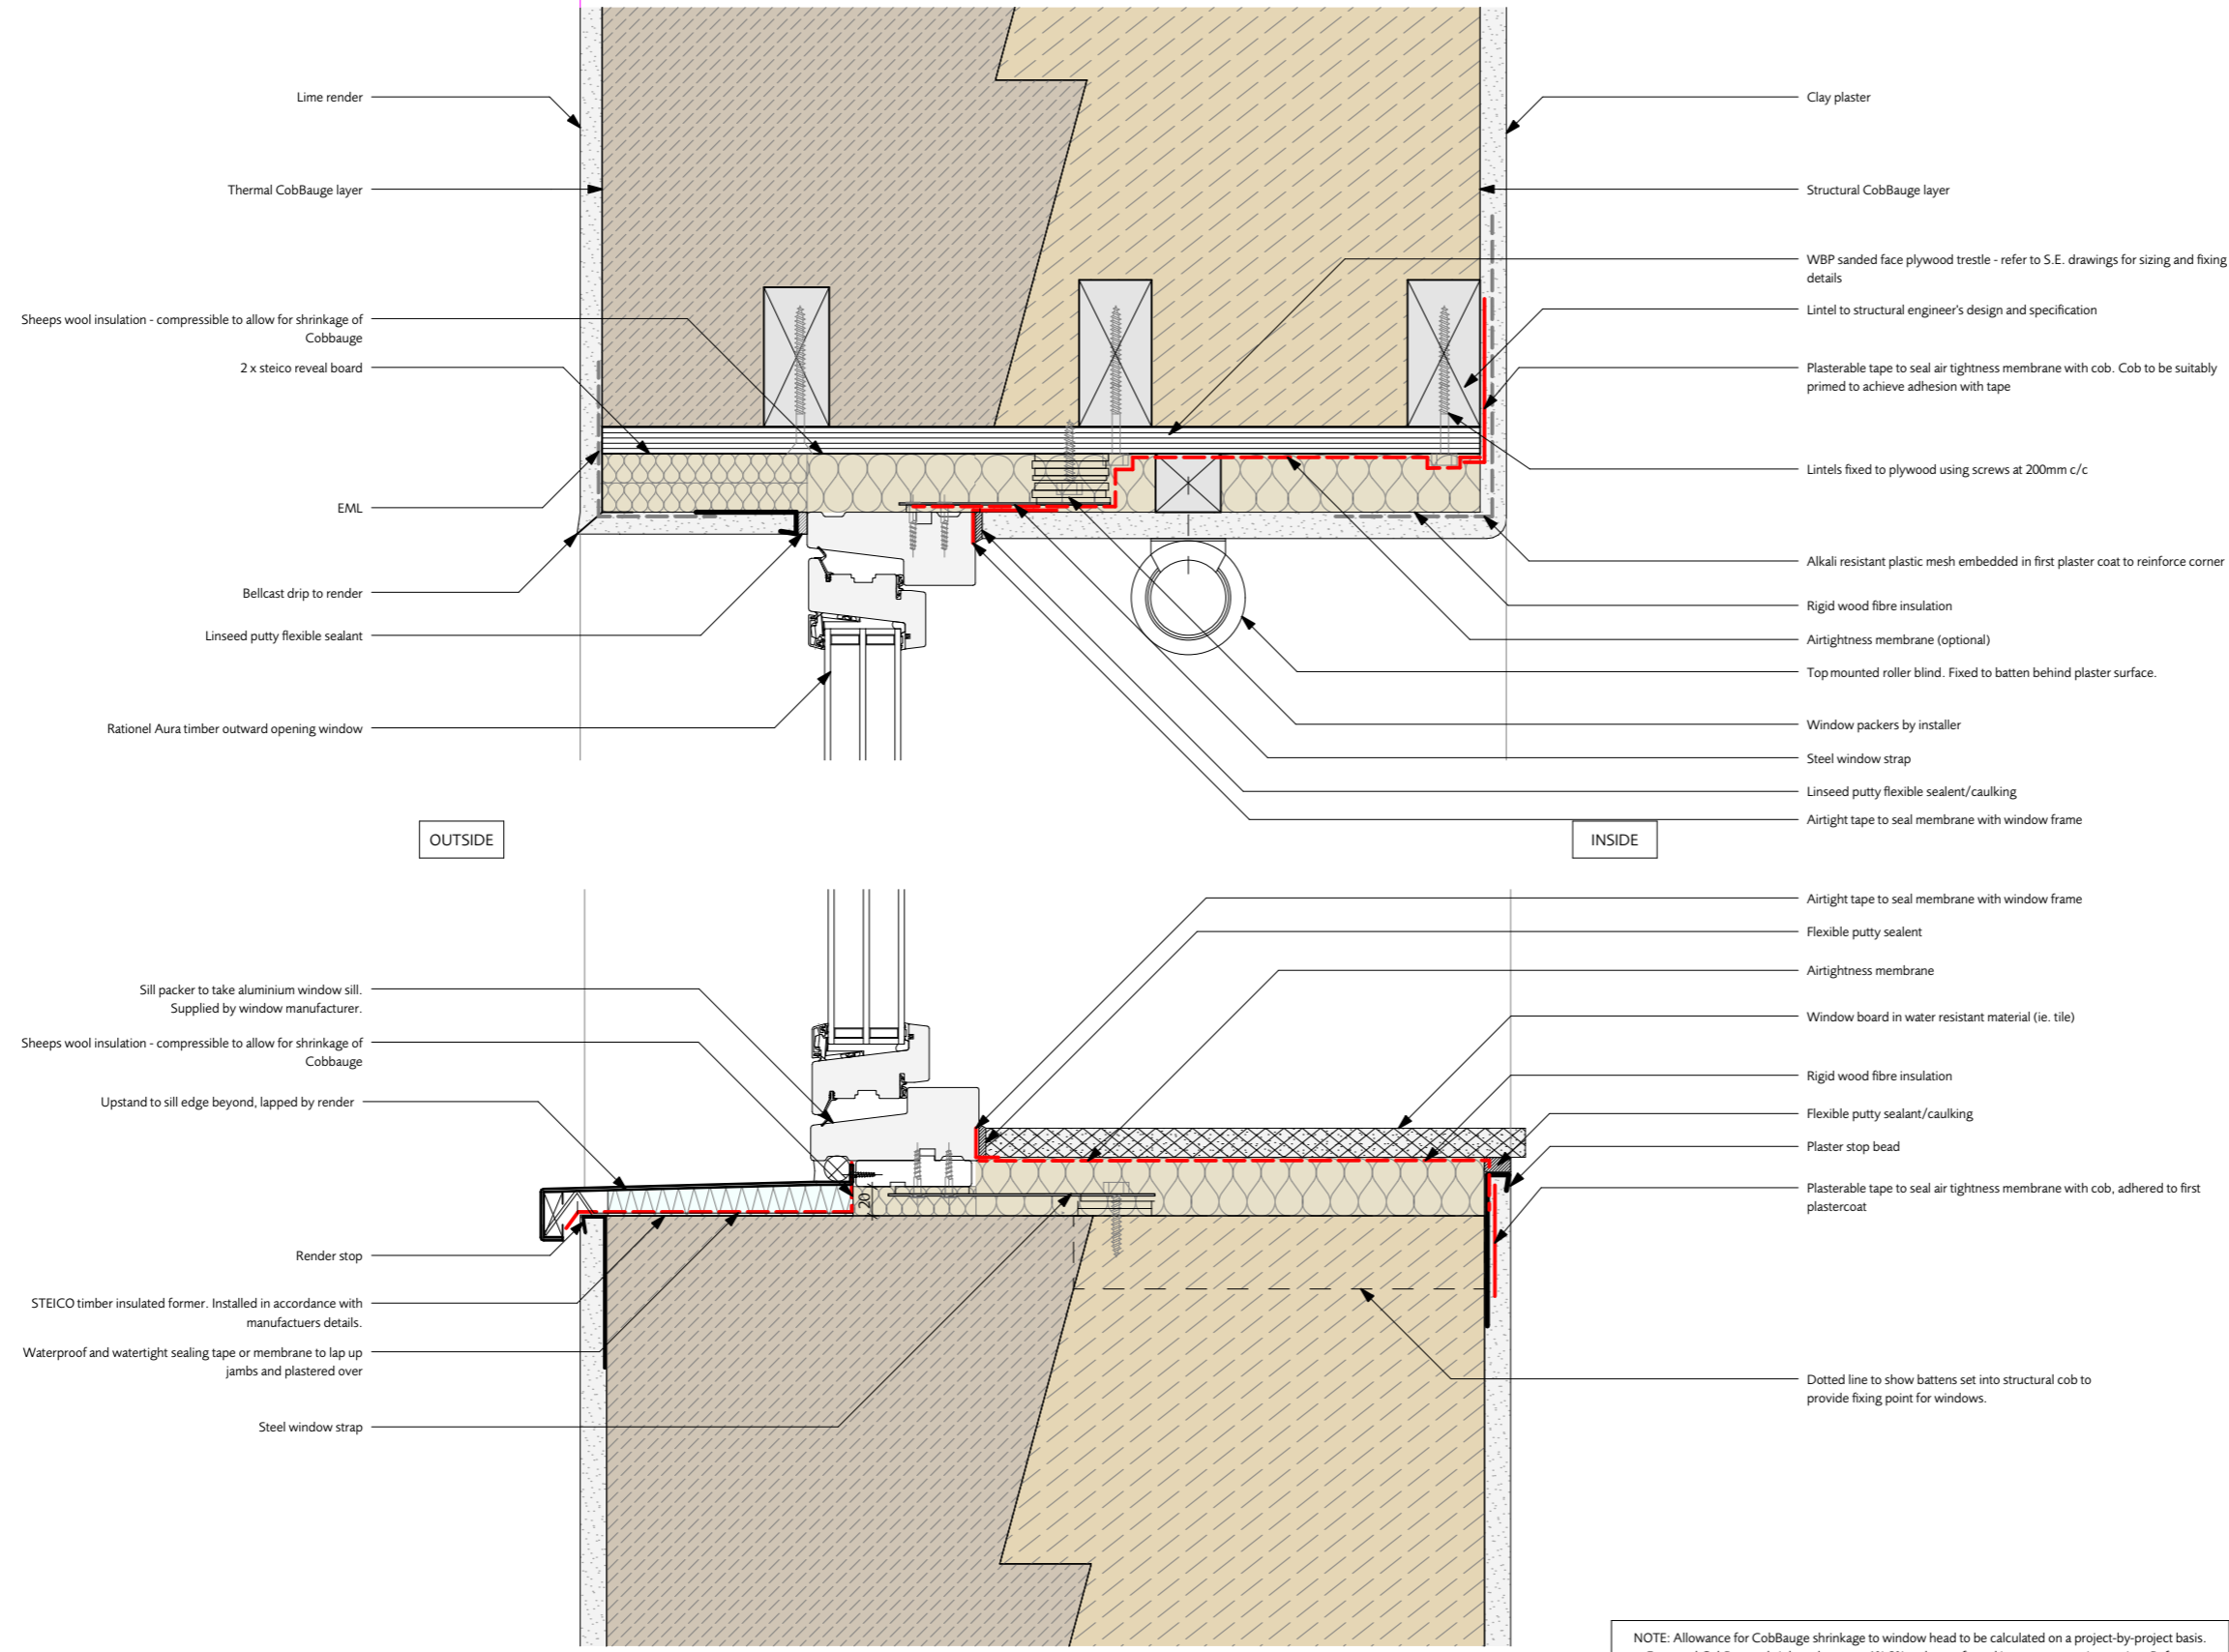 Lime render
Thermal CobBauge layer
Sheeps wool insulation - compressible to allow for shrinkage of
Cobbauge
2 x steico reveal board
EML
Bellcast drip to render
Linseed putty flexible sealant
Rationel Aura timber outward opening window
Clay plaster
Structural CobBauge layer
WBP sanded face plywood trestle - refer to S.E. drawings for sizing and fixing
details
Lintel to structural engineer's design and specification
Plasterable tape to seal air tightness membrane with cob. Cob to be suitably
primed to achieve adhesion with tape
Lintels fixed to plywood using screws at 200mm c/c
Alkali resistant plastic mesh embedded in first plaster coat to reinforce corner
Rigid wood fibre insulation
Airtightness membrane (optional)
Top mounted roller blind. Fixed to batten behind plaster surface.
Window packers by installer
Steel window strap
Linseed putty flexible sealent/caulking
Airtight tape to seal membrane with window frame
OUTSIDE
INSIDE
Sill packer to take aluminium window sill.
Supplied by window manufacturer.
Sheeps wool insulation - compressible to allow for shrinkage of
Cobbauge
Upstand to sill edge beyond, lapped by render
Render stop
STEICO timber insulated former. Installed in accordance with
manufactuers details.
Waterproof and watertight sealing tape or membrane to lap up
jambs and plastered over
Steel window strap
20
Airtight tape to seal membrane with window frame
Flexible putty sealent
Airtightness membrane
Window board in water resistant material (ie. tile)
Rigid wood fibre insulation
Flexible putty sealant/caulking
Plaster stop bead
Plasterable tape to seal air tightness membrane with cob, adhered to first
plastercoat
Dotted line to show battens set into structural cob to
provide fixing point for windows.
NOTE: Allowance for CobBauge shrinkage to window head to be calculated on a project-by-project basis.